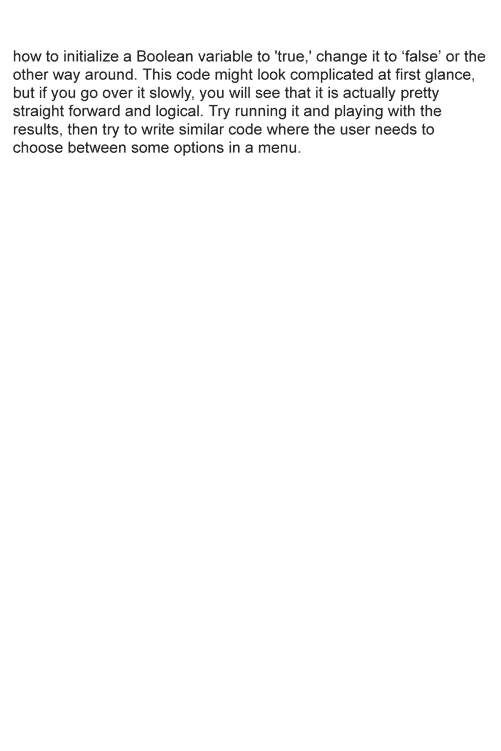 how to initialize a Boolean variable to 'true,' change it to ‘false’ or the
other way around. This code might look complicated at first glance,
but if you go over it slowly, you will see that it is actually pretty
straight forward and logical. Try running it and playing with the
results, then try to write similar code where the user needs to
choose between some options in a menu.